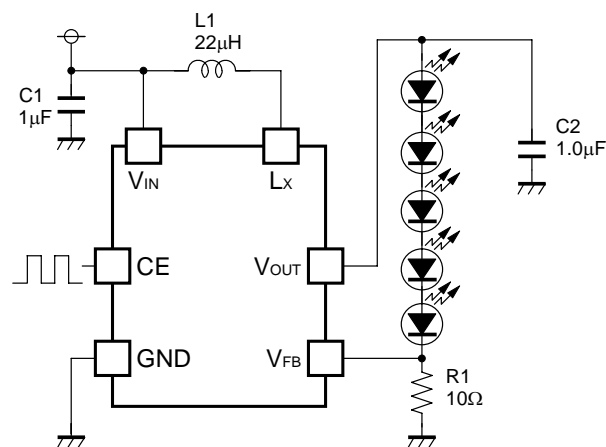 L1
22μH
C1
1μF
C2
1.0μF
VIN
LX
CE
VOUT
GND
VFB
R1
10Ω